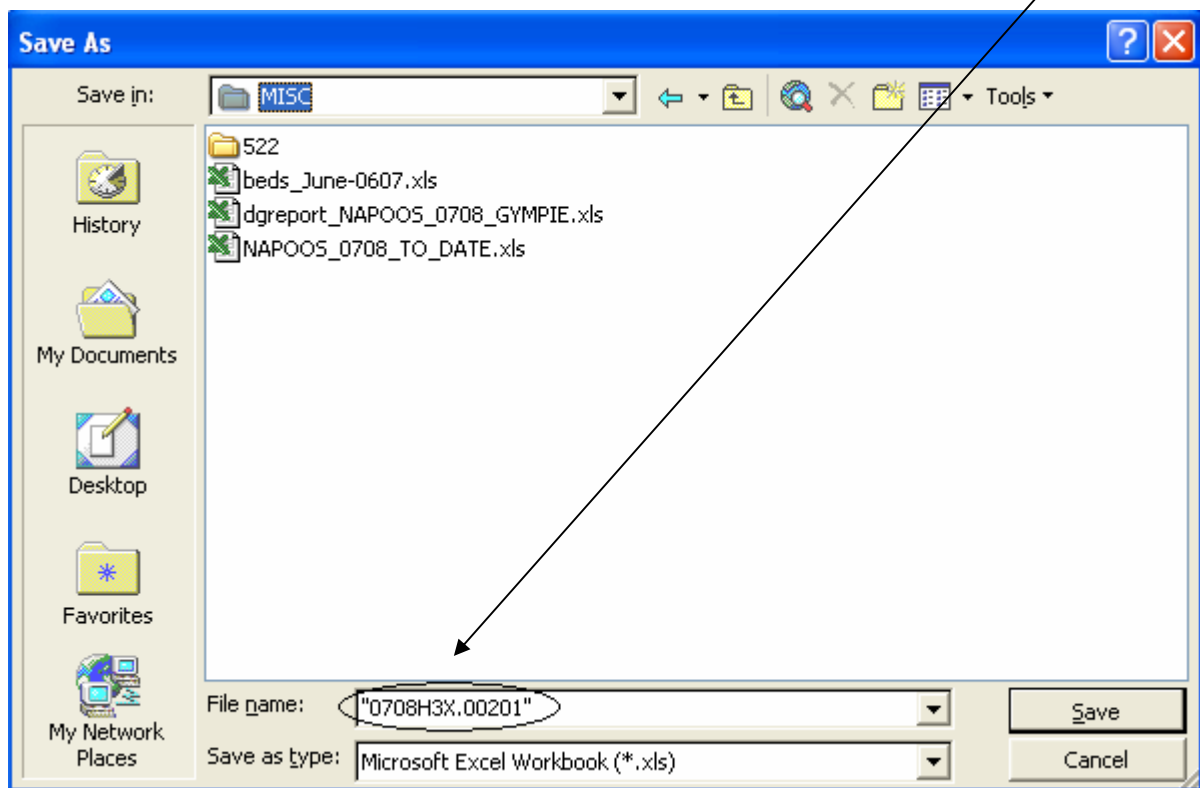 Save As
Save in:
MISC
Tools
522
beds_June-0607.xls
dgreport_NAPOOS_0708_GYMPIE.xls
NAPOOS_0708_TO_DATE.xls
History
My Documents
Desktop
Favorites
My Network
Places
File name:
"0708H3X.00201"
Save
Save as type:
Microsoft Excel Workbook (*.xls)
Cancel